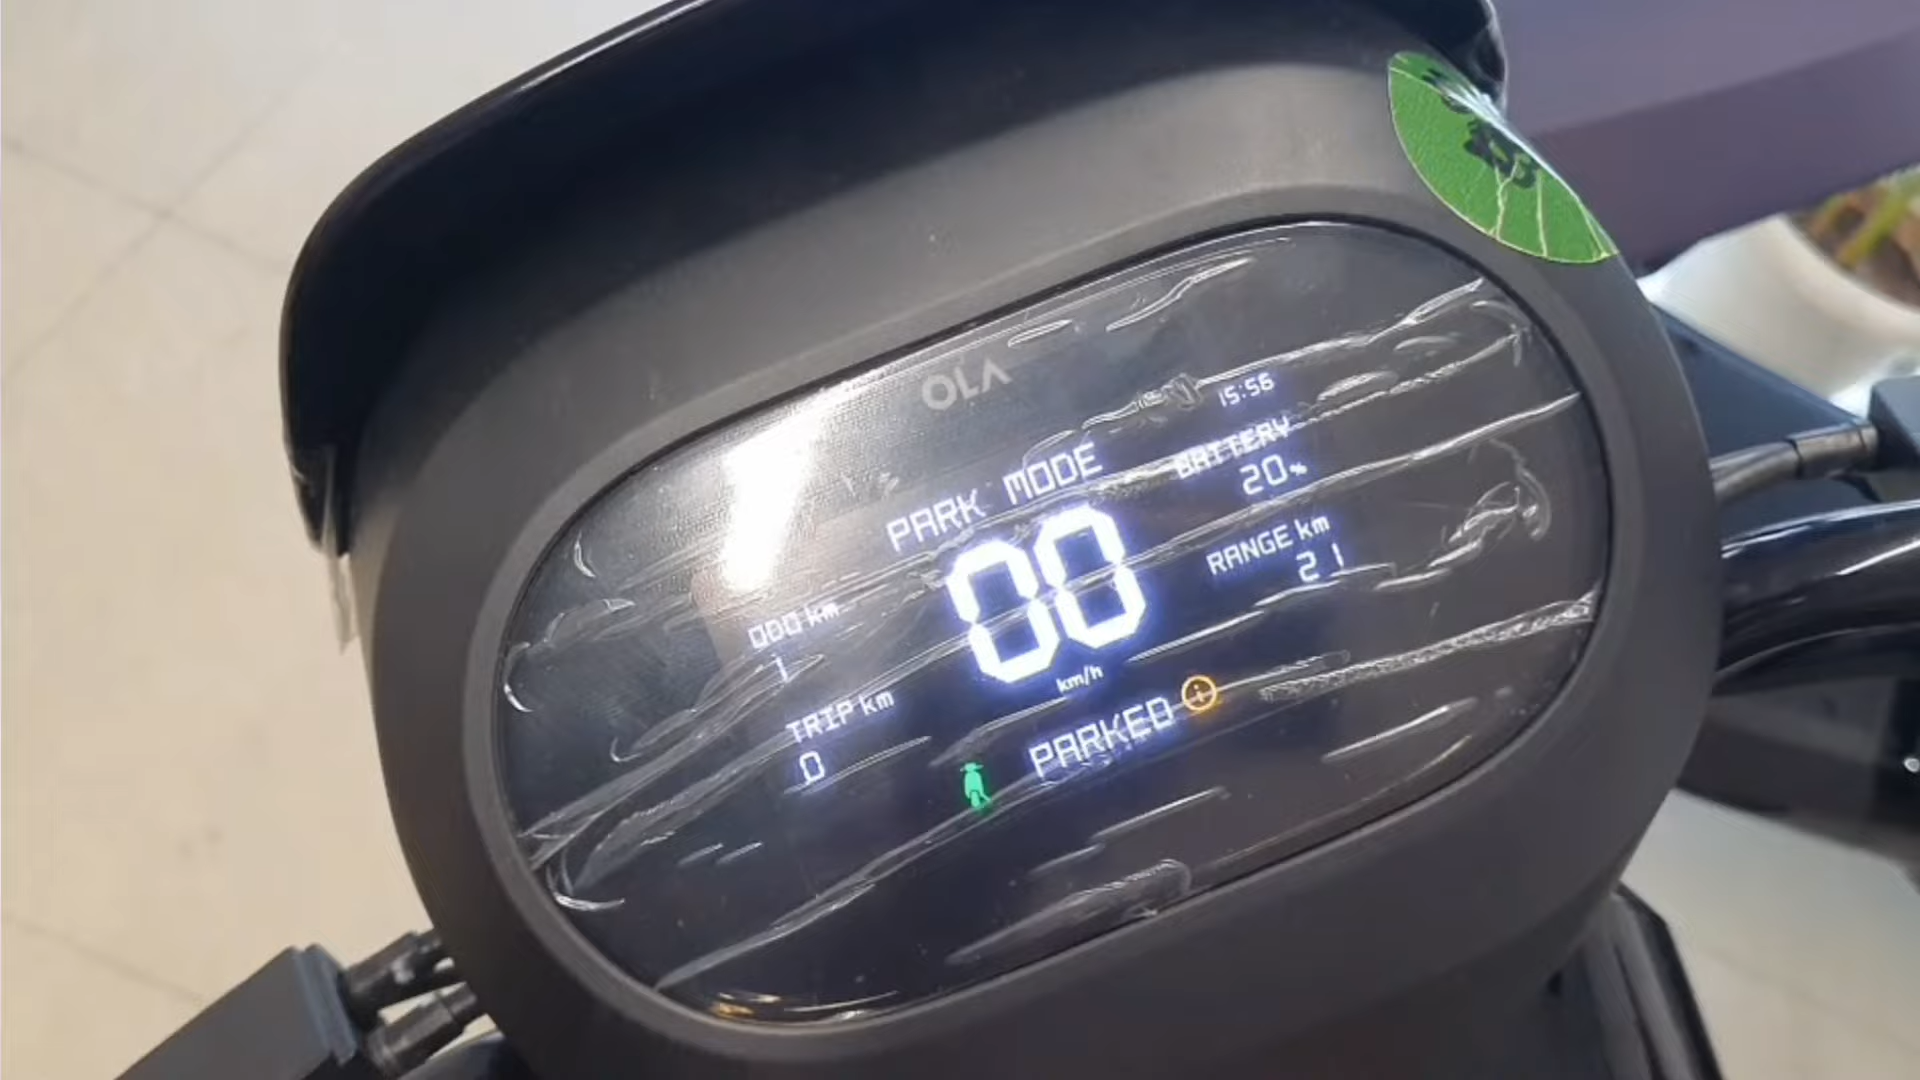 OLA
15:56
PARK MODE
BATTERY
20%
00
km/h
RANGE km
21
ODO km
1
TRIP km
0
PARKED